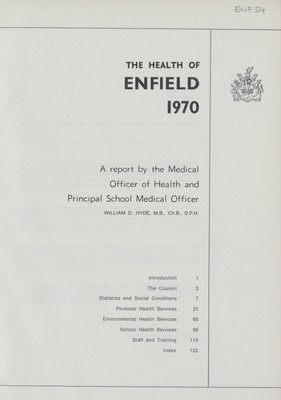 ENF 54
THE HEALTH OF
ENFIELD
1970
A report by the Medical
Officer of Health and
Principal School Medical Officer
WILLIAM D. HYDE, M.B., Ch.B., D.P.H.
Introduction 1
The Council 3
Statistics and Social Conditions 7
Personal Health Services 21
Environmental Health Services 65
School Health Services 95
Staff and Training 115
Index 125